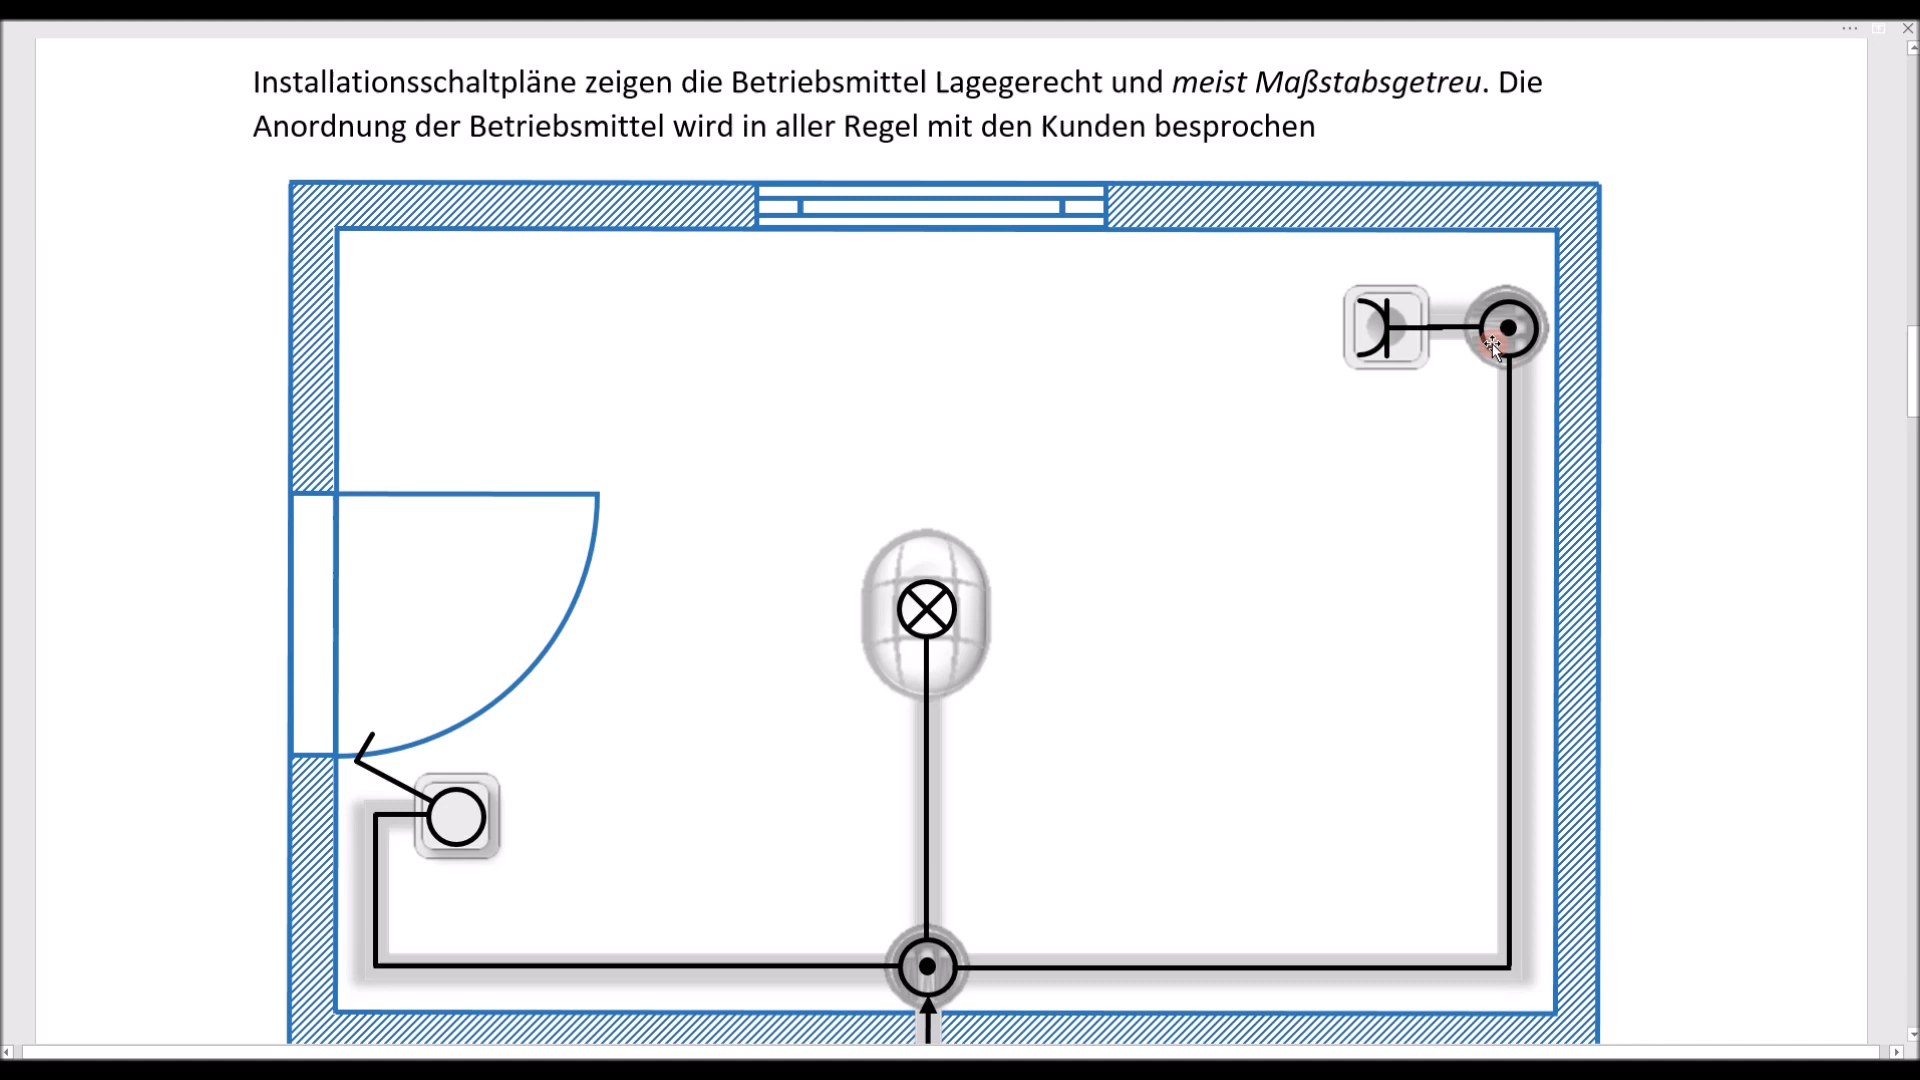 Installationsschaltpläne zeigen die Betriebsmittel Lagegerecht und meist Maßstabsgetreu. Die
Anordnung der Betriebsmittel wird in aller Regel mit den Kunden besprochen